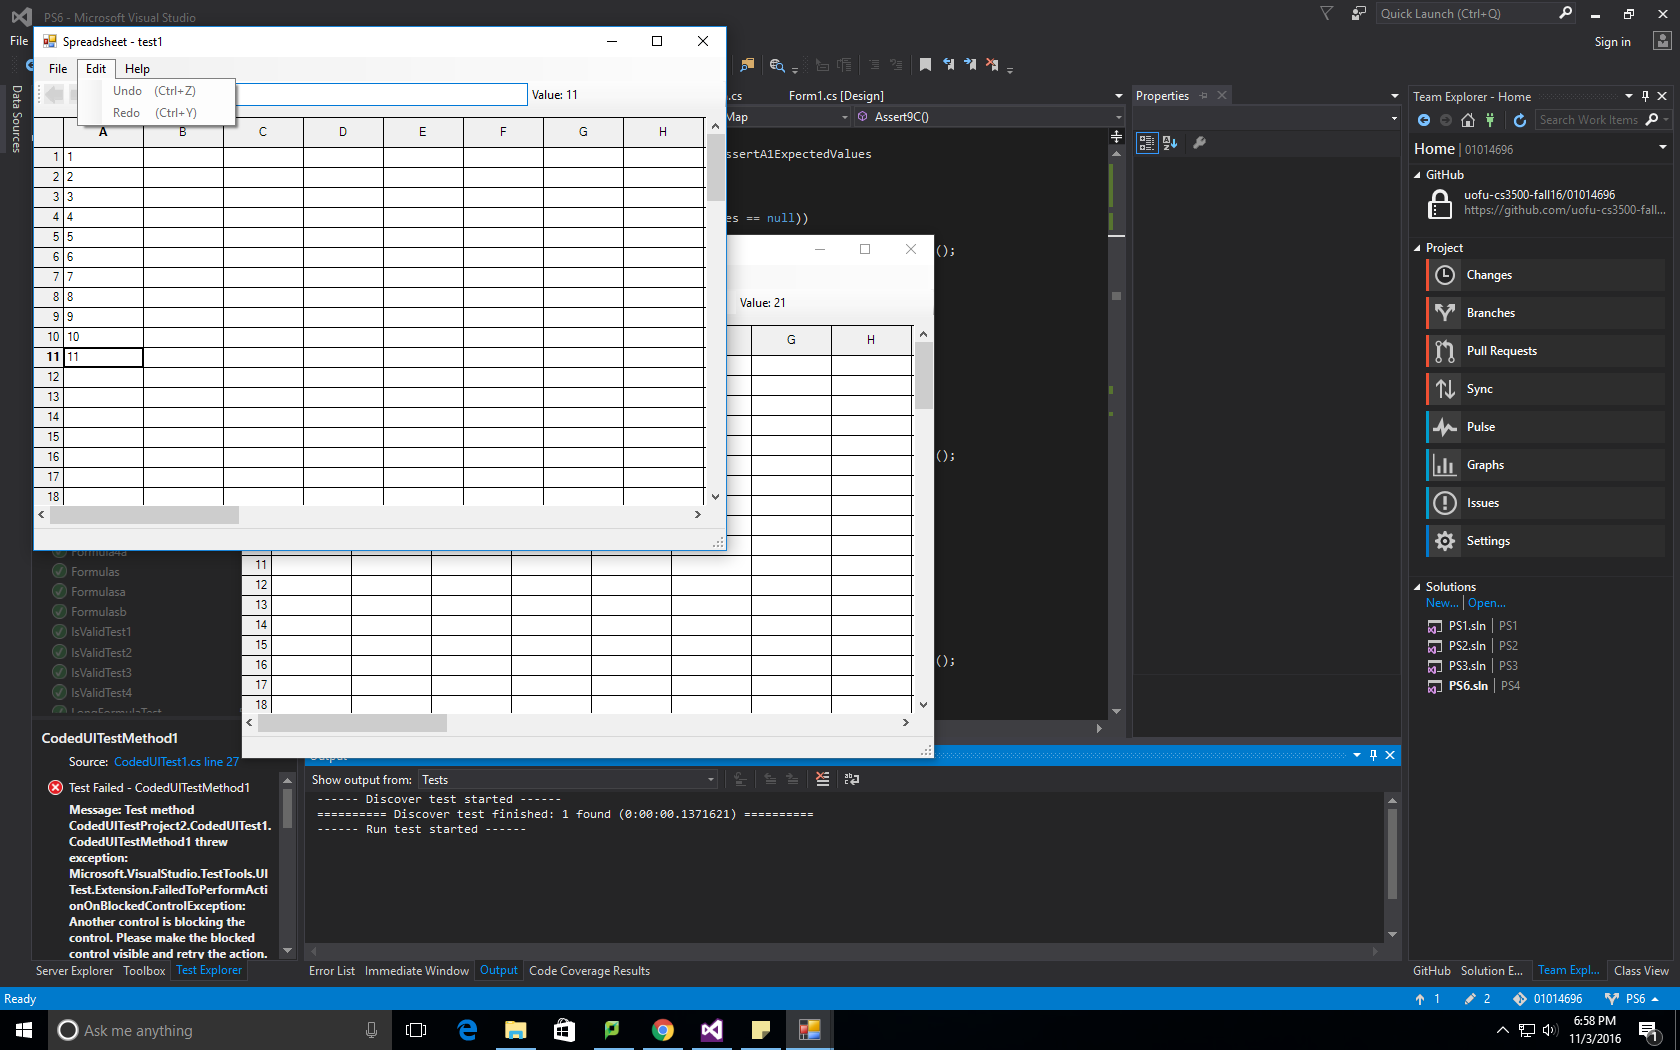 PS6 - Microsoft Visual Studio
Quick Launch (Ctrl+Q)
File
Sign in
Spreadsheet - test1
File Edit Help
Undo (Ctrl+Z)
Redo (Ctrl+Y)
Value: 11
A B C D E F G H
1 1
2 2
3 3
4 4
5 5
6 6
7 7
8 8
9 9
10 10
11 11
12
13
14
15
16
17
18
Data Sources
.cs Form1.cs [Design]
Map Assert9C()
ssertA1ExpectedValues
es == null))
();
();
();
Value: 21
G H
11
12
13
14
15
16
17
18
Properties
Team Explorer - Home
Search Work Items
Home | 01014696
GitHub
uofu-cs3500-fall16/01014696
https://github.com/uofu-cs3500-fall...
Project
Changes
Branches
Pull Requests
Sync
Pulse
Graphs
Issues
Settings
Solutions
New... | Open...
PS1.sln | PS1
PS2.sln | PS2
PS3.sln | PS3
PS6.sln | PS4
Formula4a
Formulas
Formulasa
Formulasb
IsValidTest1
IsValidTest2
IsValidTest3
IsValidTest4
LongFormulaTest
CodedUITestMethod1
Source: CodedUITest1.cs line 27
Test Failed - CodedUITestMethod1
Message: Test method
CodedUITestProject2.CodedUITest1.
CodedUITestMethod1 threw
exception:
Microsoft.VisualStudio.TestTools.UI
Test.Extension.FailedToPerformActi
onOnBlockedControlException:
Another control is blocking the
control. Please make the blocked
control visible and retry the action.
Output
Show output from: Tests
------ Discover test started ------
========== Discover test finished: 1 found (0:00:00.1371621) ==========
------ Run test started ------
Server Explorer Toolbox Test Explorer
Error List Immediate Window Output Code Coverage Results
GitHub Solution E... Team Expl... Class View
Ready
1 2 01014696 PS6
Ask me anything
6:58 PM
11/3/2016
1